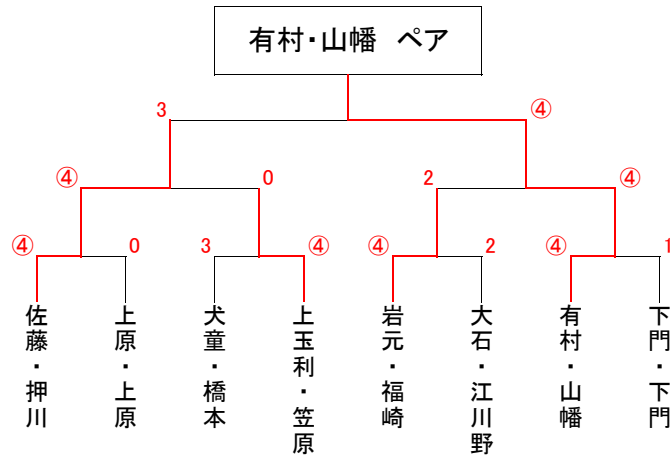 有村・山幡 ペア
3 ④
④ 0 2 ④
④ 0 3 ④ ④ 2 ④ 1
佐藤・押川
上原・上原
犬童・橋本
上玉利・笠原
岩元・福崎
大石・江川野
有村・山幡
下門・下門